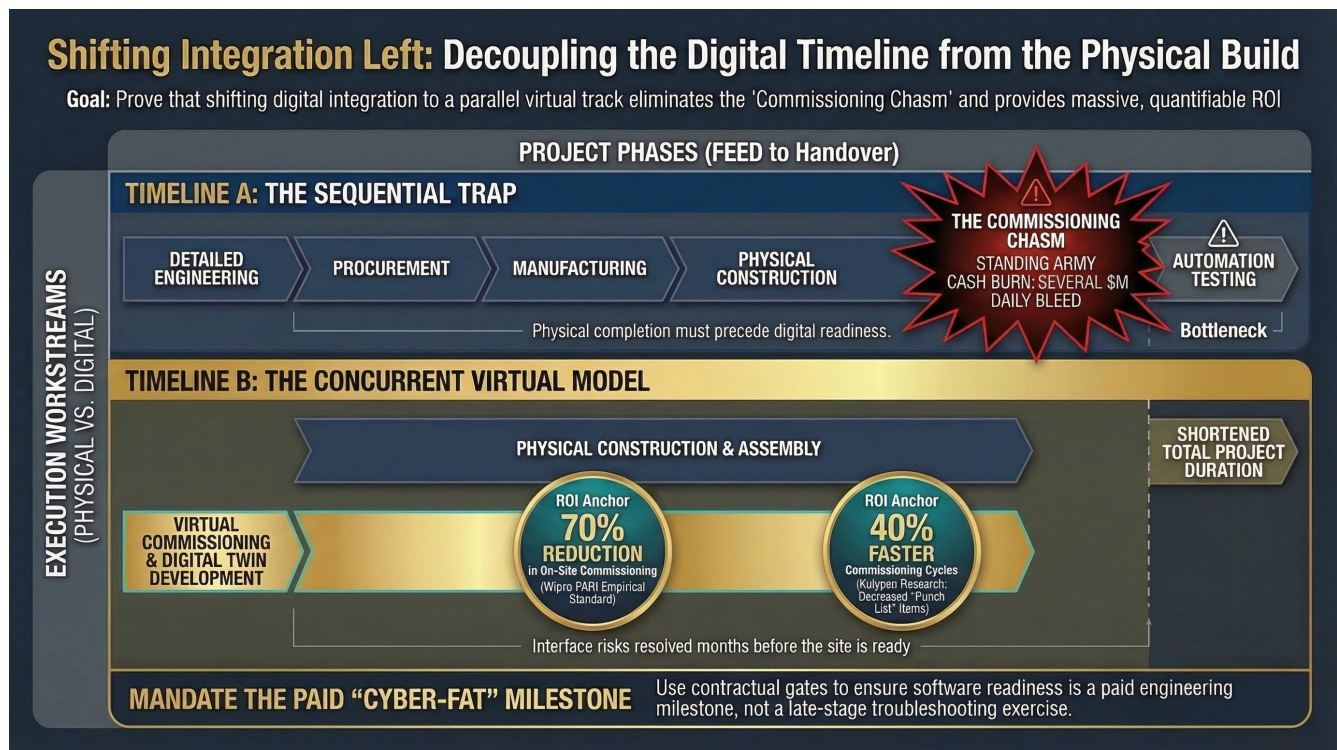 Shifting Integration Left: Decoupling the Digital Timeline from the Physical Build
Goal: Prove that shifting digital integration to a parallel virtual track eliminates the 'Commissioning Chasm' and provides massive, quantifiable ROI
PROJECT PHASES (FEED to Handover)
EXECUTION WORKSTREAMS
(PHYSICAL VS. DIGITAL)
TIMELINE A: THE SEQUENTIAL TRAP
DETAILED
ENGINEERING
PROCUREMENT
MANUFACTURING
PHYSICAL
CONSTRUCTION
THE COMMISSIONING
CHASM
STANDING ARMY
CASH BURN: SEVERAL $M
DAILY BLEED
AUTOMATION
TESTING
Physical completion must precede digital readiness.
Bottleneck
TIMELINE B: THE CONCURRENT VIRTUAL MODEL
PHYSICAL CONSTRUCTION & ASSEMBLY
SHORTENED
TOTAL PROJECT
DURATION
VIRTUAL
COMMISSIONING
& DIGITAL TWIN
DEVELOPMENT
ROI Anchor
70%
REDUCTION
in On-Site Commissioning
(Wipro PARI Empirical
Standard)
ROI Anchor
40%
FASTER
Commissioning Cycles
(Kulypen Research:
Decreased "Punch
List" Items)
Interface risks resolved months before the site is ready
MANDATE THE PAID “CYBER-FAT” MILESTONE
Use contractual gates to ensure software readiness is a paid engineering
milestone, not a late-stage troubleshooting exercise.